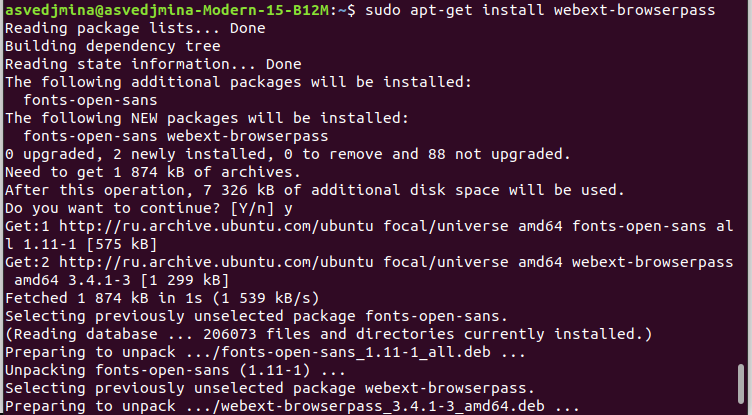 asvedjmina@asvedjmina-Modern-15-B12M:~$ sudo apt-get install webext-browserpass
Reading package lists... Done
Building dependency tree
Reading state information... Done
The following additional packages will be installed:
  fonts-open-sans
The following NEW packages will be installed:
  fonts-open-sans webext-browserpass
0 upgraded, 2 newly installed, 0 to remove and 88 not upgraded.
Need to get 1 874 kB of archives.
After this operation, 7 326 kB of additional disk space will be used.
Do you want to continue? [Y/n] y
Get:1 http://ru.archive.ubuntu.com/ubuntu focal/universe amd64 fonts-open-sans al
l 1.11-1 [575 kB]
Get:2 http://ru.archive.ubuntu.com/ubuntu focal/universe amd64 webext-browserpass
 amd64 3.4.1-3 [1 299 kB]
Fetched 1 874 kB in 1s (1 539 kB/s)
Selecting previously unselected package fonts-open-sans.
(Reading database ... 206073 files and directories currently installed.)
Preparing to unpack .../fonts-open-sans_1.11-1_all.deb ...
Unpacking fonts-open-sans (1.11-1) ...
Selecting previously unselected package webext-browserpass.
Preparing to unpack .../webext-browserpass_3.4.1-3_amd64.deb ...